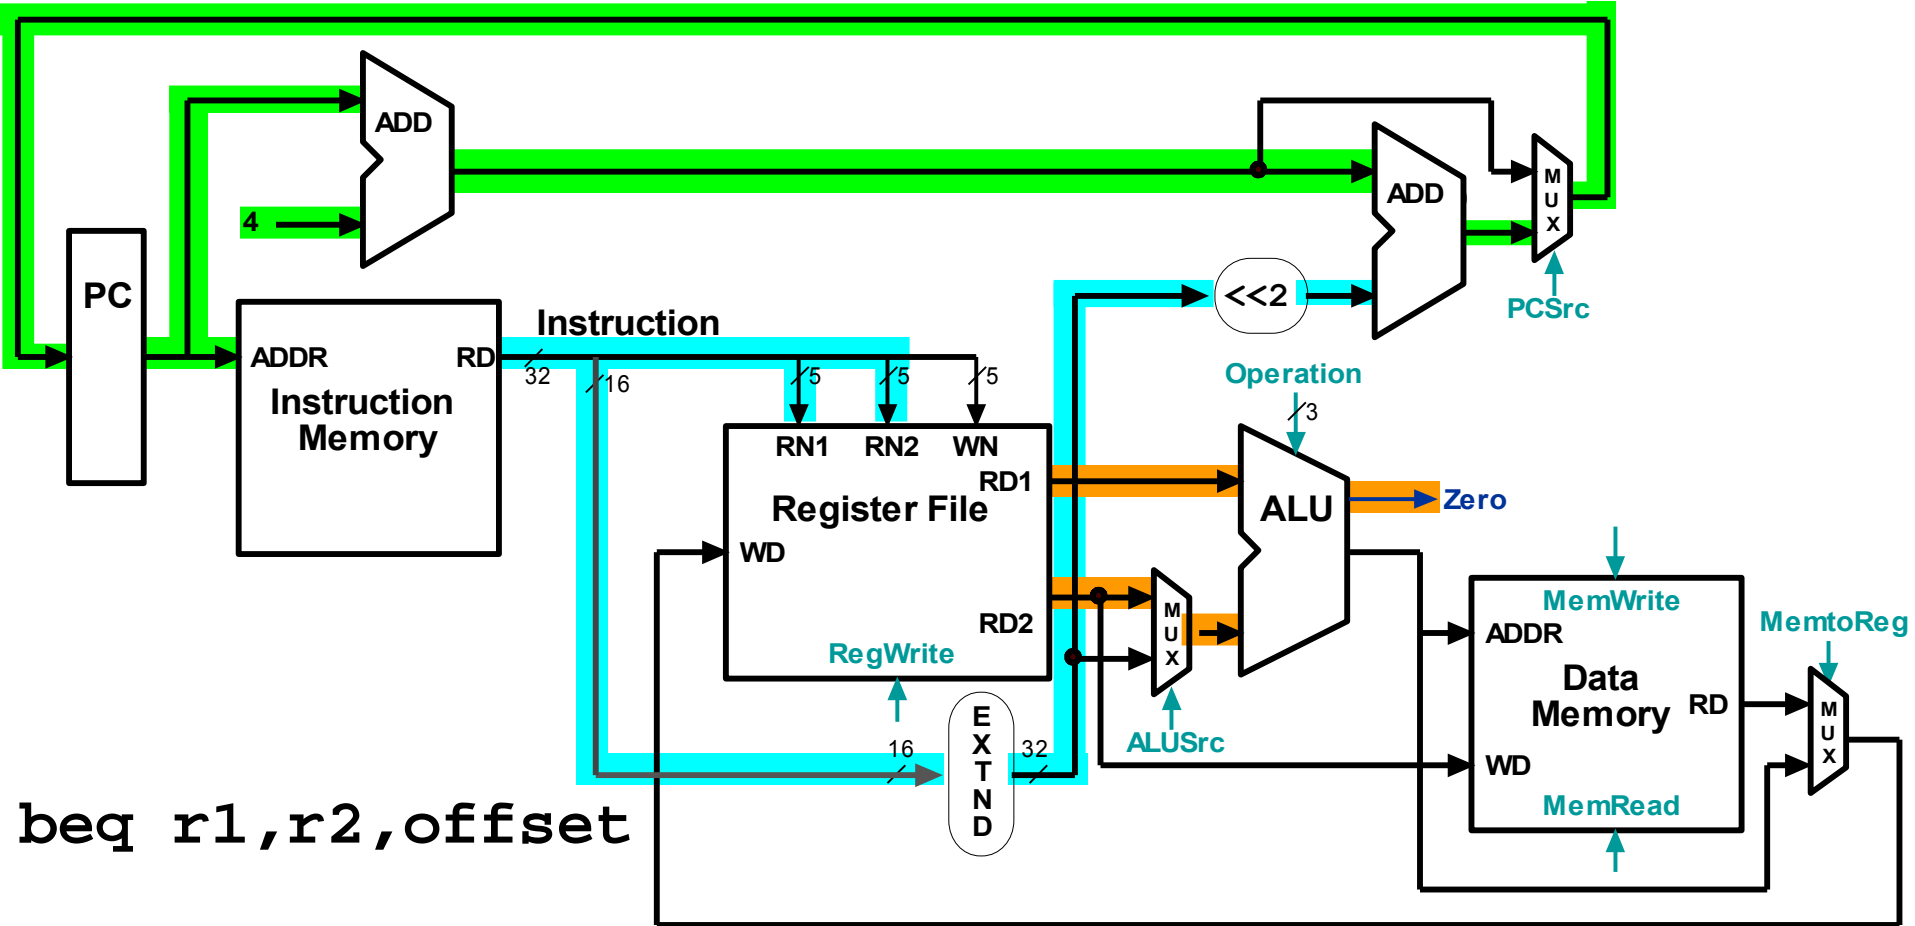 ADD
4
PC
ADD
M
U
X
PCSrc
<<2
Instruction
ADDR
RD
32
16
5
5
5
Instruction
Memory
Operation
3
RN1
RN2
WN
RD1
Register File
ALU
Zero
WD
RD2
RegWrite
M
U
X
ALUSrc
MemWrite
ADDR
Data
Memory
RD
WD
MemRead
MemtoReg
M
U
X
16
E
X
T
N
D
32
beq r1,r2,offset